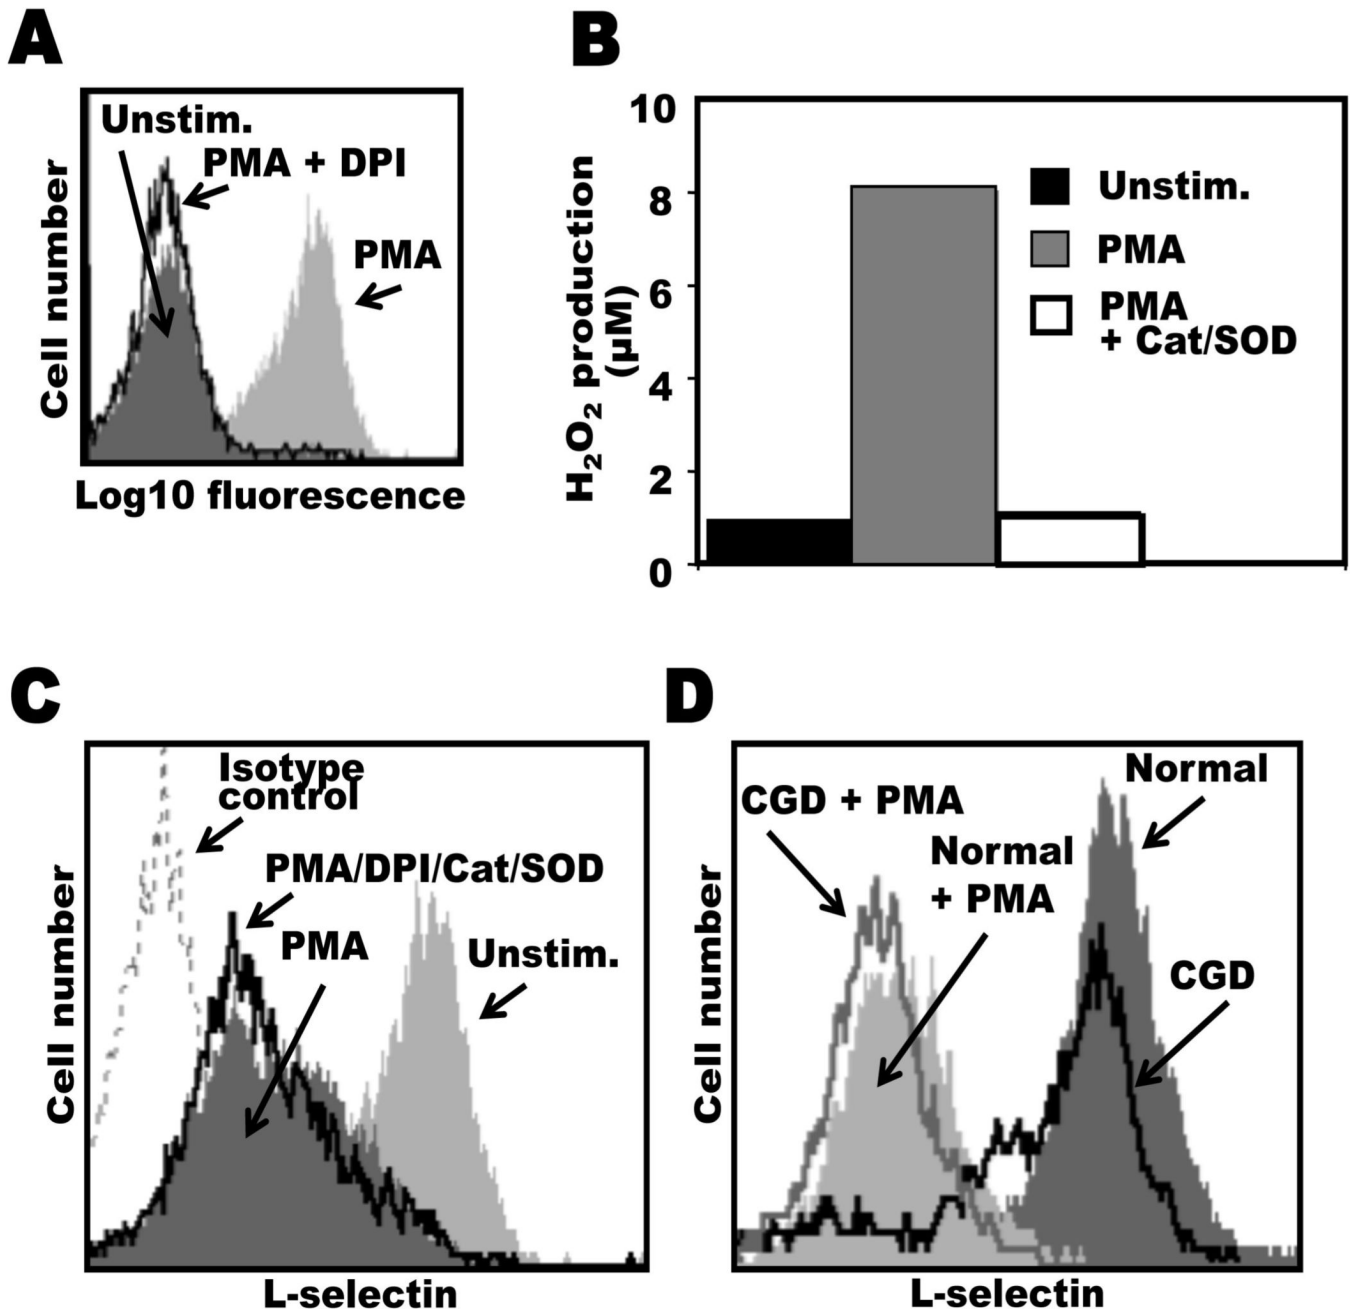 A
Unstim.
PMA + DPI
PMA
Cell number
Log10 fluorescence
B
10
8
6
4
2
0
H₂O₂ production
(µM)
Unstim.
PMA
PMA
+ Cat/SOD
C
Isotype
control
PMA/DPI/Cat/SOD
PMA
Unstim.
Cell number
L-selectin
D
Normal
CGD + PMA
Normal
+ PMA
CGD
Cell number
L-selectin